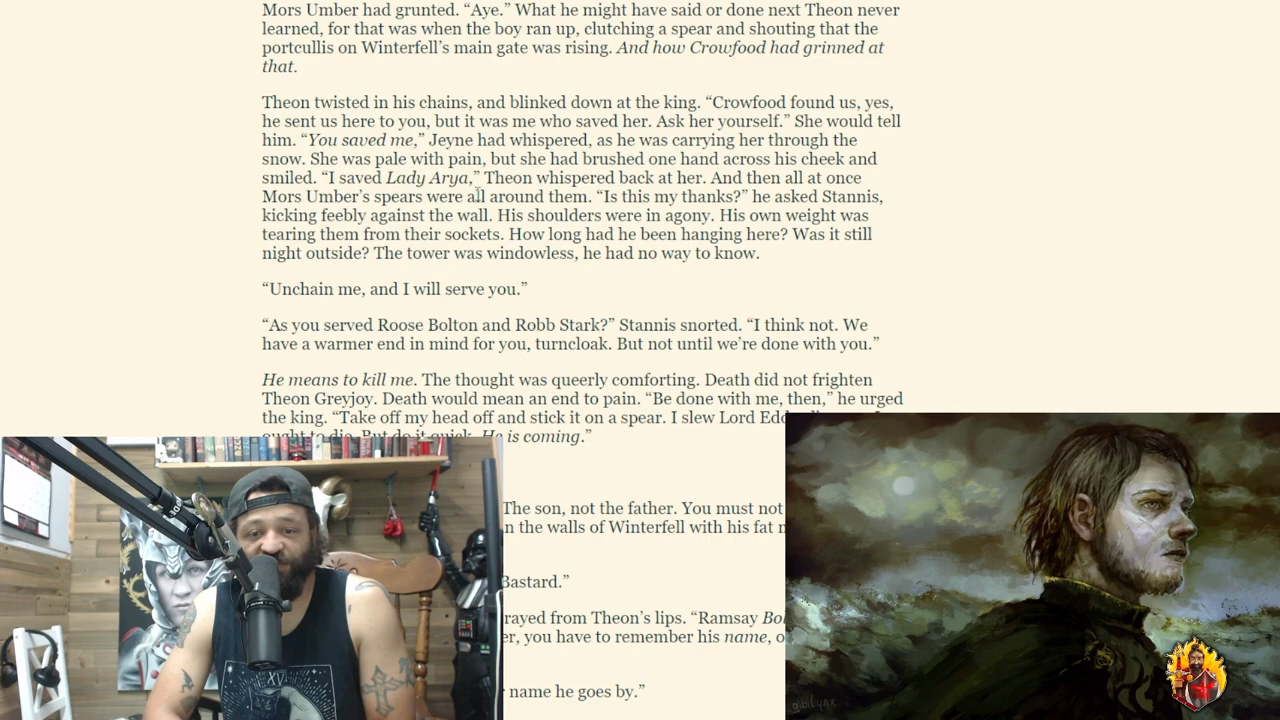 Mors Umber had grunted. “Aye.” What he might have said or done next Theon never
learned, for that was when the boy ran up, clutching a spear and shouting that the
portcullis on Winterfell’s main gate was rising. And how Crowfood had grinned at
that.
Theon twisted in his chains, and blinked down at the king. “Crowfood found us, yes,
he sent us here to you, but it was me who saved her. Ask her yourself.” She would tell
him. “You saved me,” Jeyne had whispered, as he was carrying her through the
snow. She was pale with pain, but she had brushed one hand across his cheek and
smiled. “I saved Lady Arya,” Theon whispered back at her. And then all at once
Mors Umber’s spears were all around them. “Is this my thanks?” he asked Stannis,
kicking feebly against the wall. His shoulders were in agony. His own weight was
tearing them from their sockets. How long had he been hanging here? Was it still
night outside? The tower was windowless, he had no way to know.
“Unchain me, and I will serve you.”
“As you served Roose Bolton and Robb Stark?” Stannis snorted. “I think not. We
have a warmer end in mind for you, turncloak. But not until we’re done with you.”
He means to kill me. The thought was queerly comforting. Death did not frighten
Theon Greyjoy. Death would mean an end to pain. “Be done with me, then,” he urged
the king. “Take off my head off and stick it on a spear. I slew Lord
ought to die. But do it quick. He is coming.”
The son, not the father. You must not
the walls of Winterfell with his fat
Bastard.”
from Theon’s lips. “Ramsay
you have to remember his name,
name he goes by.”
XVI
gibiLynx